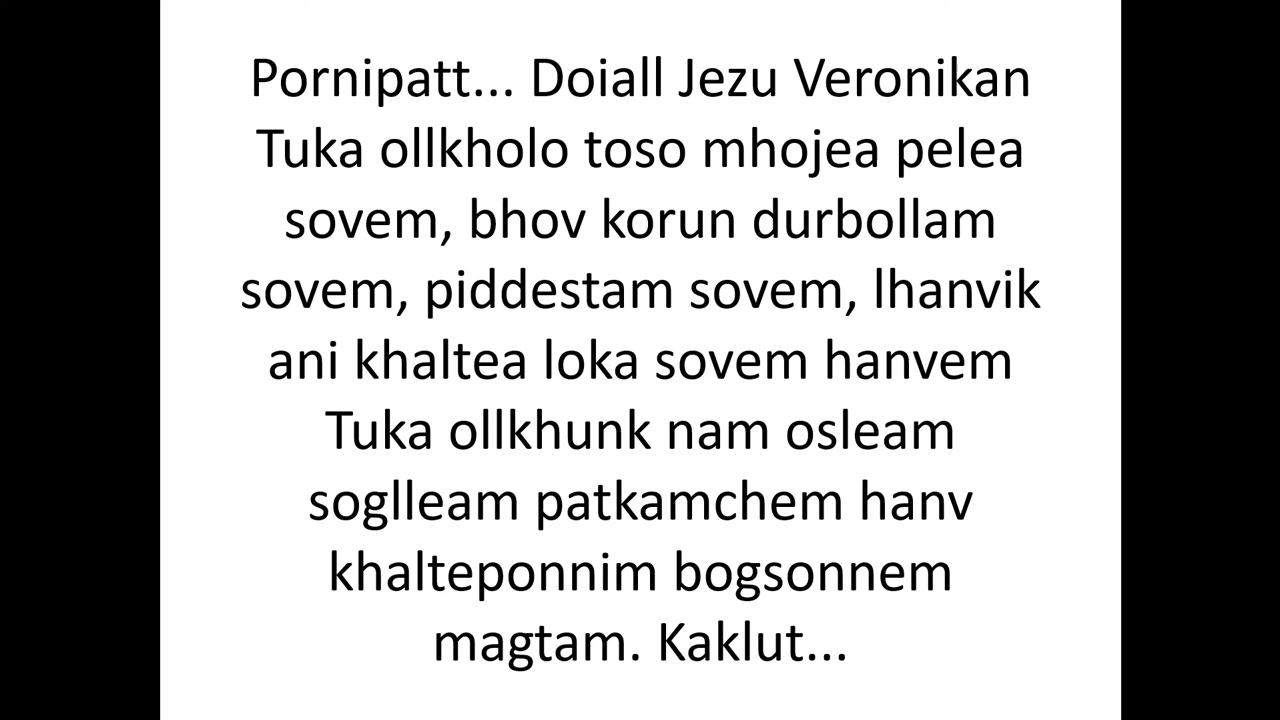 Pornipatt... Doiall Jezu Veronikan
Tuka ollkholo toso mhojea pelea
sovem, bhov korun durbollam
sovem, piddestam sovem, lhanvik
ani khaltea loka sovem hanvem
Tuka ollkhunk nam osleam
soglleam patkamchem hanv
khalteponnim bogsonnem
magtam. Kaklut...